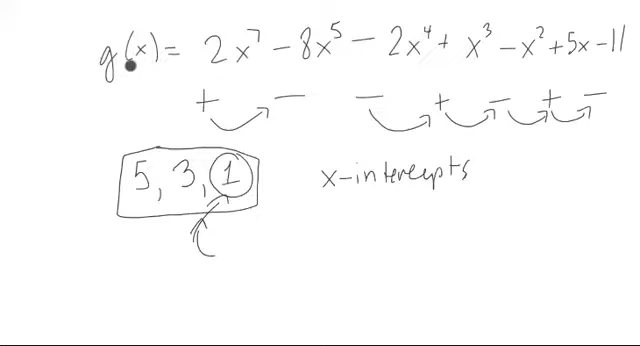 g(x) = 2x⁷ - 8x⁵ - 2x⁴ + x³ - x² + 5x - 11
+ - - + - + -
5, 3, 1 x-intercepts